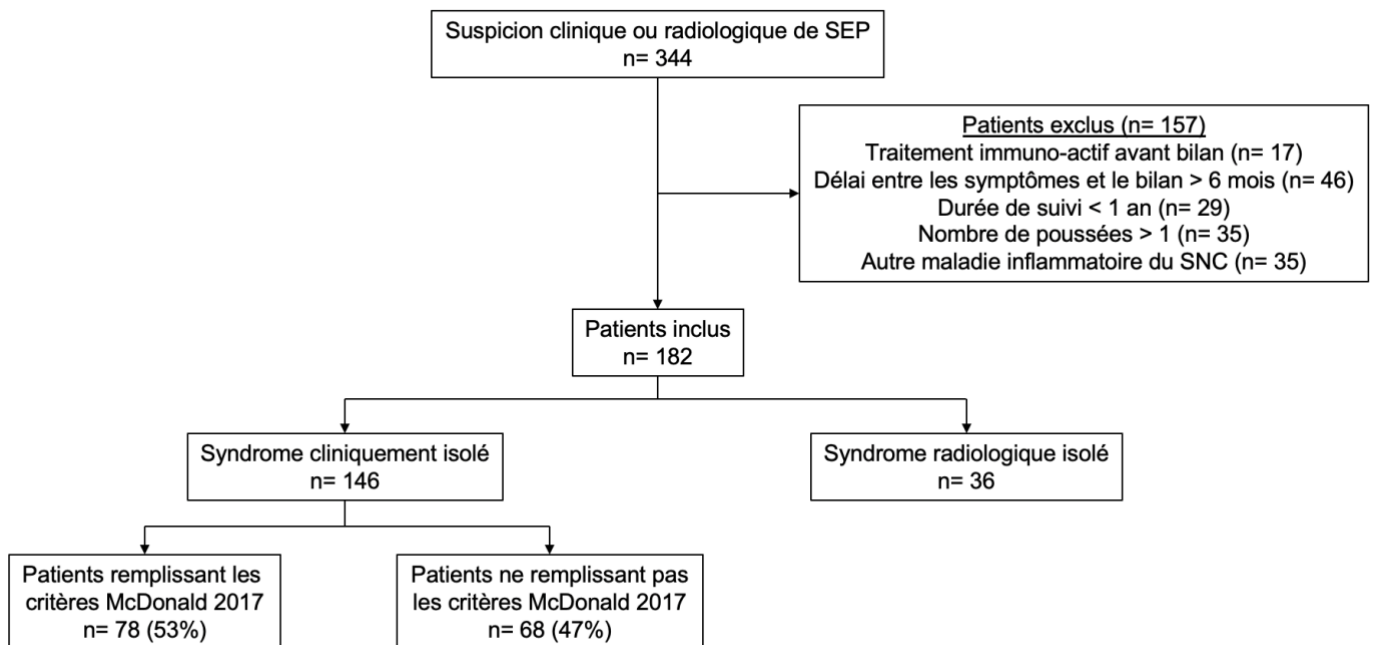 Suspicion clinique ou radiologique de SEP
n= 344
Patients exclus (n= 157)
Traitement immuno-actif avant bilan (n= 17)
Délai entre les symptômes et le bilan > 6 mois (n= 46)
Durée de suivi < 1 an (n= 29)
Nombre de poussées > 1 (n= 35)
Autre maladie inflammatoire du SNC (n= 35)
Patients inclus
n= 182
Syndrome cliniquement isolé
n= 146
Syndrome radiologique isolé
n= 36
Patients remplissant les
critères McDonald 2017
n= 78 (53%)
Patients ne remplissant pas
les critères McDonald 2017
n= 68 (47%)